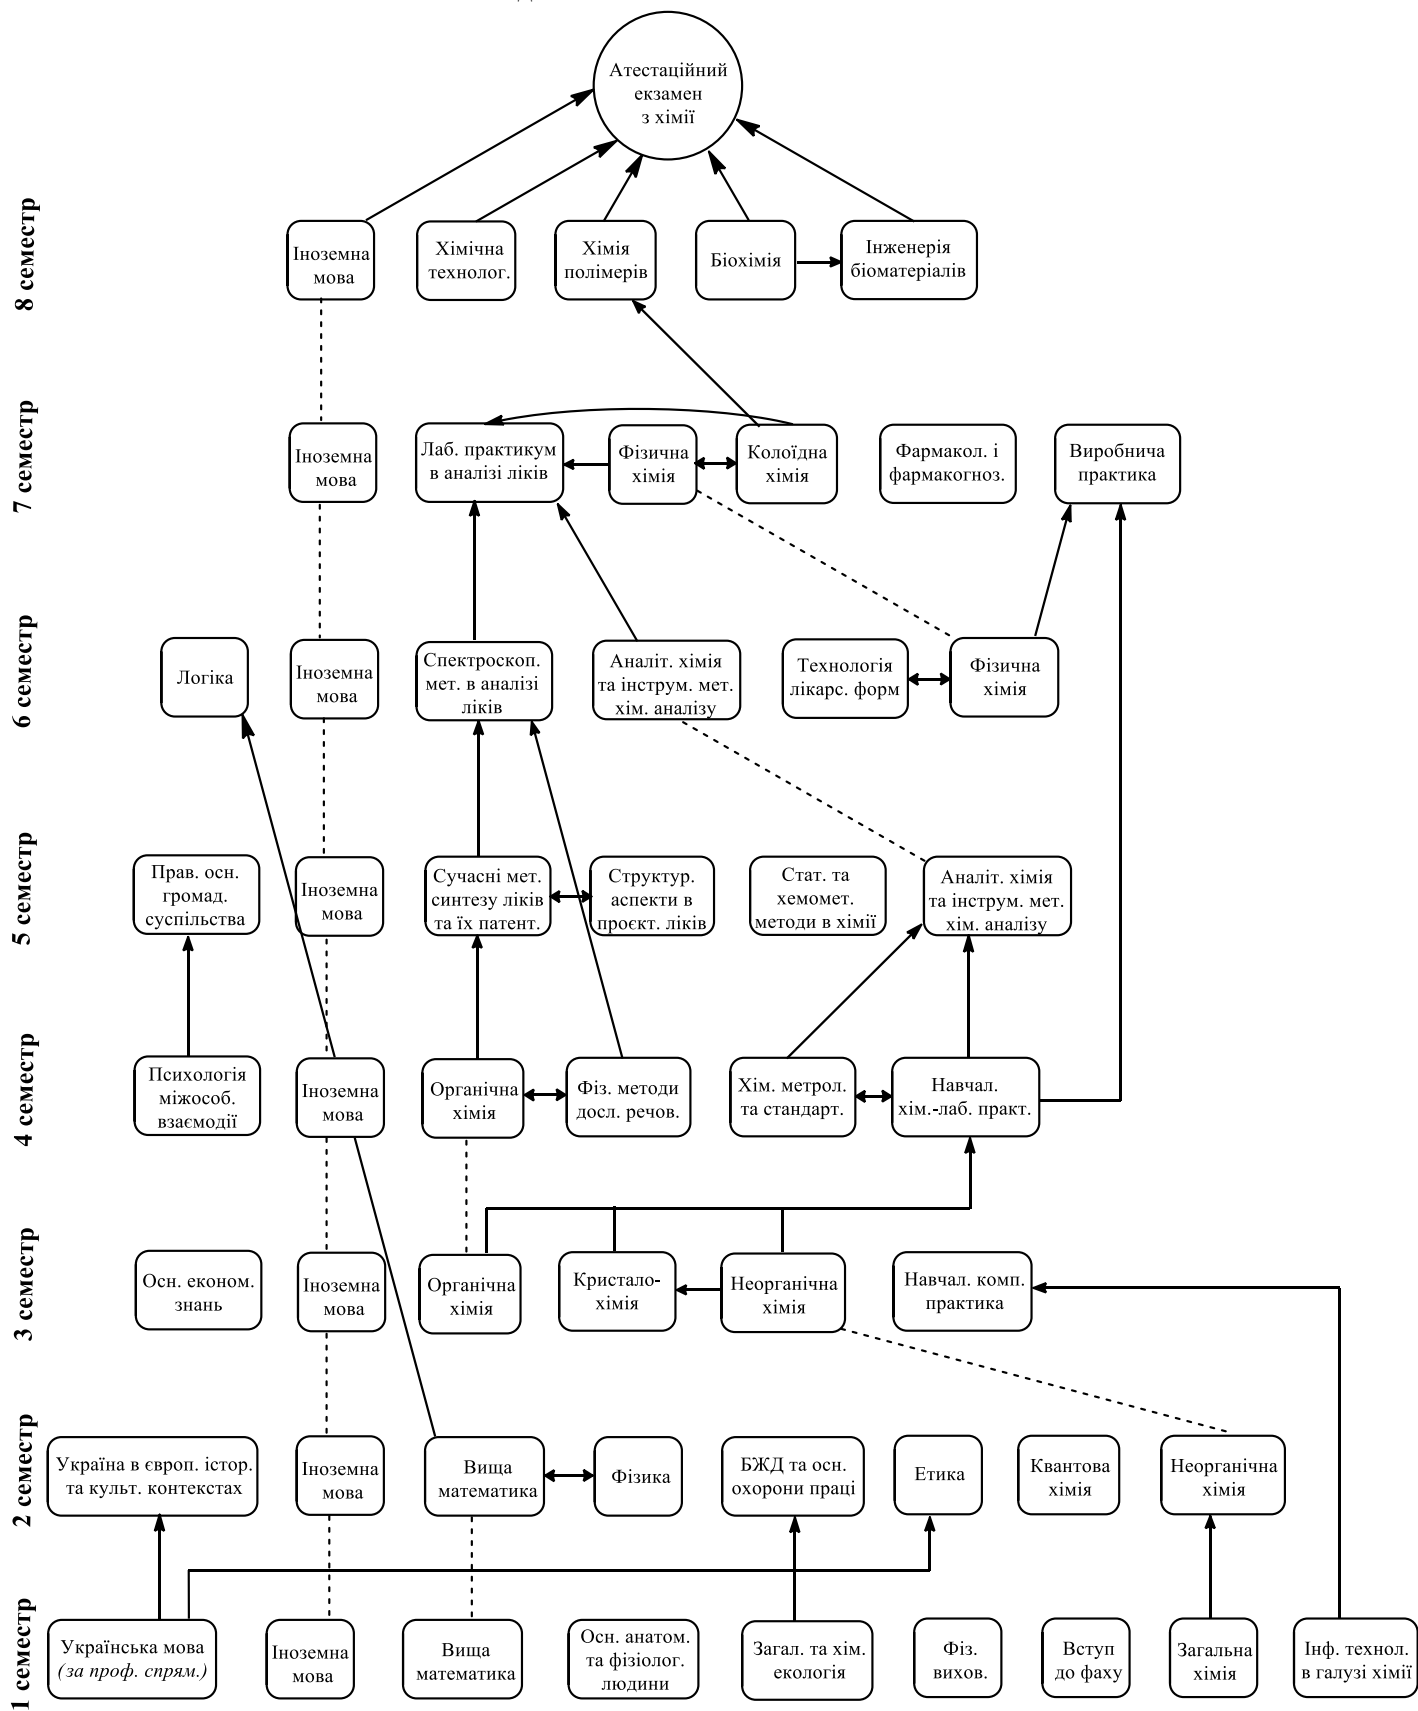 Атестаційний
екзамен
з хімії
8 семестр
Іноземна
мова
Хімічна
технолог.
Хімія
полімерів
Біохімія
Інженерія
біоматеріалів
7 семестр
Іноземна
мова
Лаб. практикум
в аналізі ліків
Фізична
хімія
Колоїдна
хімія
Фармакол. і
фармакогноз.
Виробнича
практика
6 семестр
Логіка
Іноземна
мова
Спектроскоп.
мет. в аналізі
ліків
Аналіт. хімія
та інструм. мет.
хім. аналізу
Технологія
лікарс. форм
Фізична
хімія
5 семестр
Прав. осн.
громад.
суспільства
Іноземна
мова
Сучасні мет.
синтезу ліків
та їх патент.
Структур.
аспекти в
проєкт. ліків
Стат. та
хемомет.
методи в хімії
Аналіт. хімія
та інструм. мет.
хім. аналізу
4 семестр
Психологія
міжособ.
взаємодії
Іноземна
мова
Органічна
хімія
Фіз. методи
досл. речов.
Хім. метрол.
та стандарт.
Навчал.
хім.-лаб. практ.
3 семестр
Осн. економ.
знань
Іноземна
мова
Органічна
хімія
Кристало-
хімія
Неорганічна
хімія
Навчал. комп.
практика
2 семестр
Україна в європ. істор.
та культ. контекстах
Іноземна
мова
Вища
математика
Фізика
БЖД та осн.
охорони праці
Етика
Квантова
хімія
Неорганічна
хімія
1 семестр
Українська мова
(за проф. спрям.)
Іноземна
мова
Вища
математика
Осн. анатом.
та фізіолог.
людини
Загал. та хім.
екологія
Фіз.
вихов.
Вступ
до фаху
Загальна
хімія
Інф. технол.
в галузі хімії